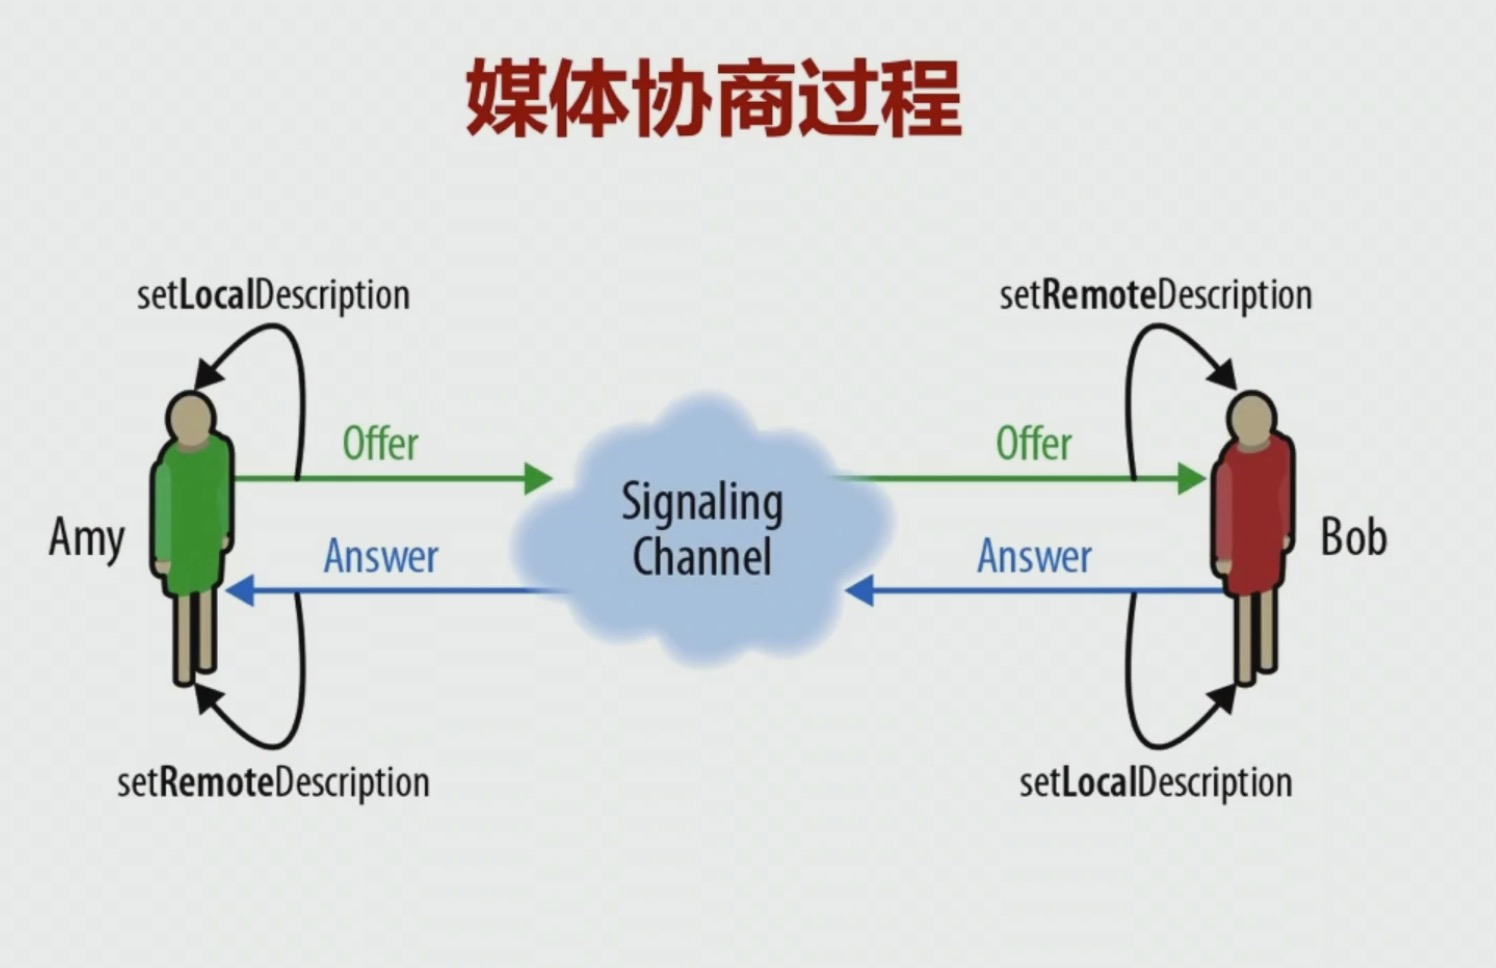 媒体协商过程
setLocalDescription
setRemoteDescription
Offer
Offer
Signaling
Channel
Amy
Bob
Answer
Answer
setRemoteDescription
setLocalDescription